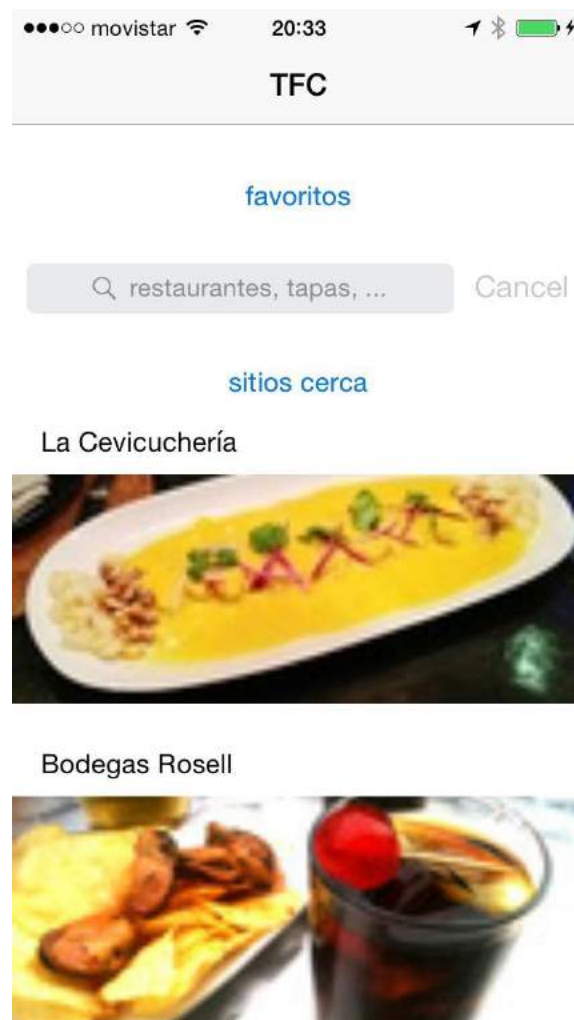 movistar 20:33
TFC
favoritos
restaurantes, tapas, ... Cancel
sitios cerca
La Cevicuchería
Bodegas Rosell